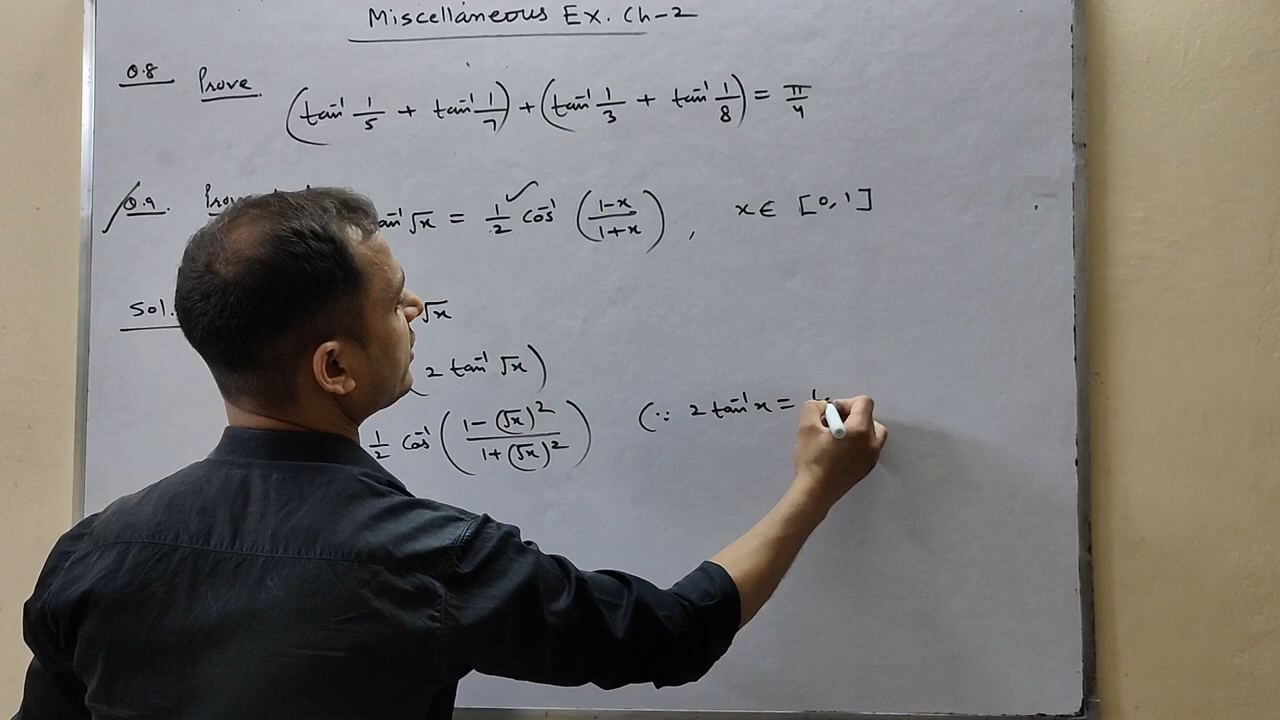 Miscellaneous Ex. Ch-2
Q.8 Prove (tan⁻¹ 1/5 + tan⁻¹ 1/7) + (tan⁻¹ 1/3 + tan⁻¹ 1/8) = π/4
Q.9. √x = 1/2 cos⁻¹ ((1-x)/(1+x)), x ∈ [0,1]
Sol. √x
(2 tan⁻¹ √x)
1/2 cos⁻¹ ((1-(√x)²)/(1+(√x)²)) (∵ 2 tan⁻¹ x =